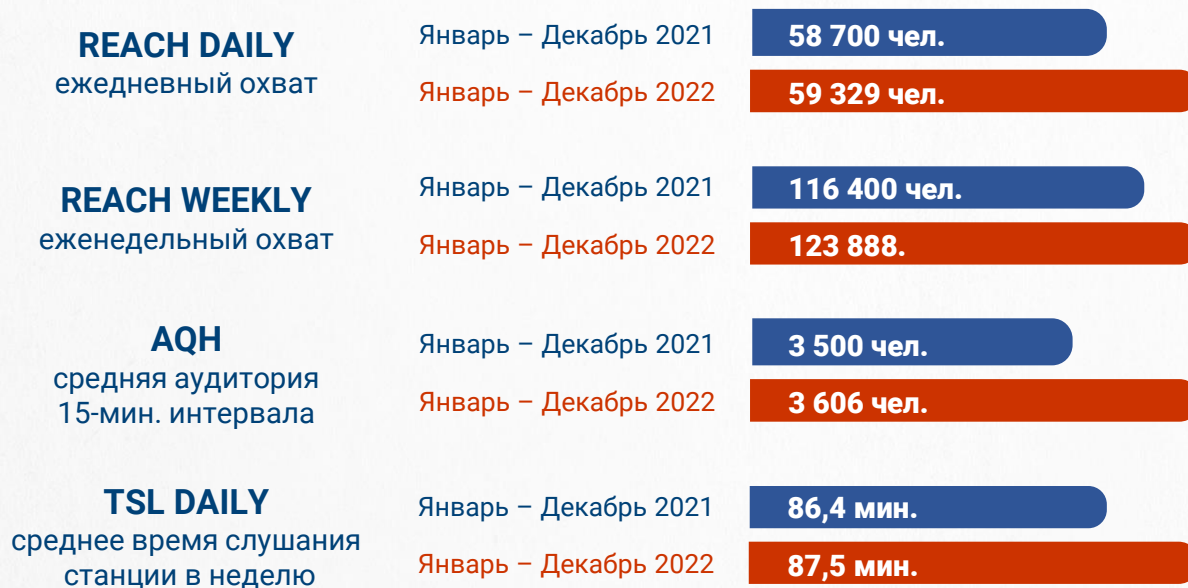 REACH DAILY
ежедневный охват
Январь – Декабрь 2021
58 700 чел.
Январь – Декабрь 2022
59 329 чел.
REACH WEEKLY
еженедельный охват
Январь – Декабрь 2021
116 400 чел.
Январь – Декабрь 2022
123 888.
AQH
средняя аудитория
15-мин. интервала
Январь – Декабрь 2021
3 500 чел.
Январь – Декабрь 2022
3 606 чел.
TSL DAILY
среднее время слушания
станции в неделю
Январь – Декабрь 2021
86,4 мин.
Январь – Декабрь 2022
87,5 мин.